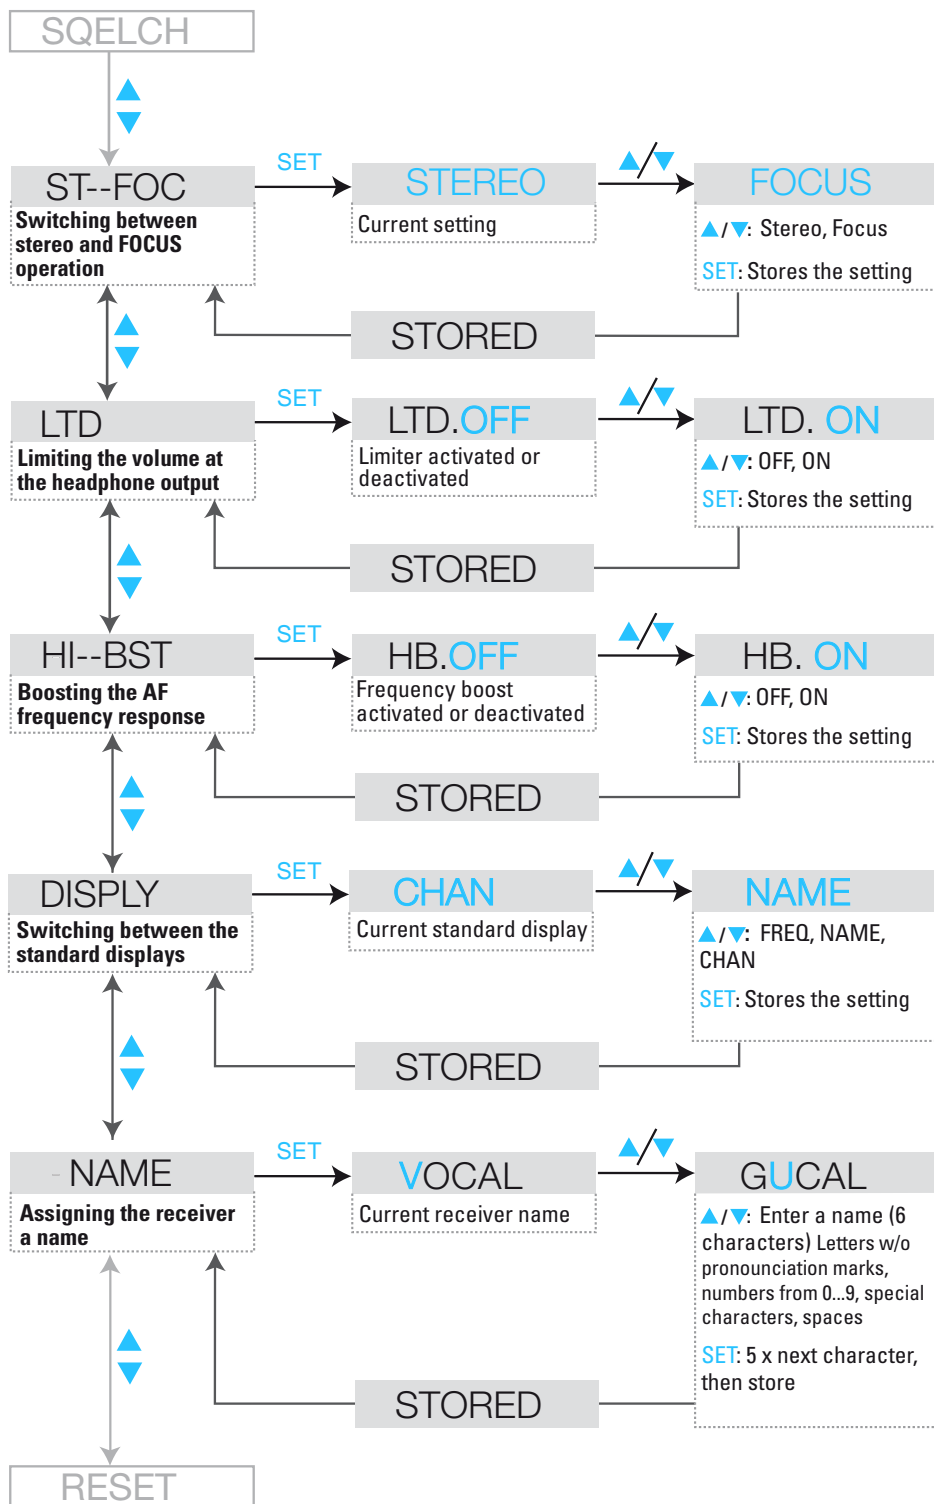 SQELCH
▲
▼
ST--FOC
Switching between
stereo and FOCUS
operation
SET
STEREO
Current setting
▲/▼
FOCUS
▲/▼: Stereo, Focus
SET: Stores the setting
STORED
▲
▼
LTD
Limiting the volume at
the headphone output
SET
LTD.OFF
Limiter activated or
deactivated
▲/▼
LTD. ON
▲/▼: OFF, ON
SET: Stores the setting
STORED
▲
▼
HI--BST
Boosting the AF
frequency response
SET
HB.OFF
Frequency boost
activated or deactivated
▲/▼
HB. ON
▲/▼: OFF, ON
SET: Stores the setting
STORED
▲
▼
DISPLY
Switching between the
standard displays
SET
CHAN
Current standard display
▲/▼
NAME
▲/▼: FREQ, NAME,
CHAN
SET: Stores the setting
STORED
▲
▼
- NAME
Assigning the receiver
a name
SET
VOCAL
Current receiver name
▲/▼
GUCAL
▲/▼: Enter a name (6
characters) Letters w/o
pronounciation marks,
numbers from 0...9, special
characters, spaces
SET: 5 x next character,
then store
STORED
▲
▼
RESET